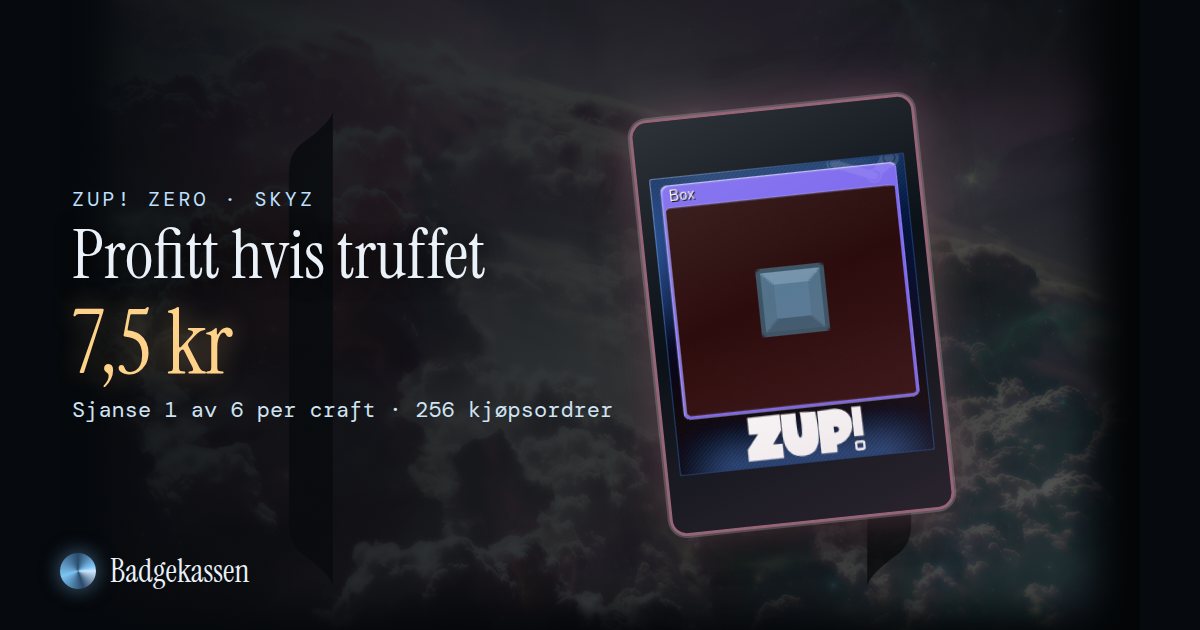 ZUP! ZERO · SKYZ
Profitt hvis truffet
7,5 kr
Sjanse 1 av 6 per craft · 256 kjøpsordrer
Box
ZUP!
Badgekassen